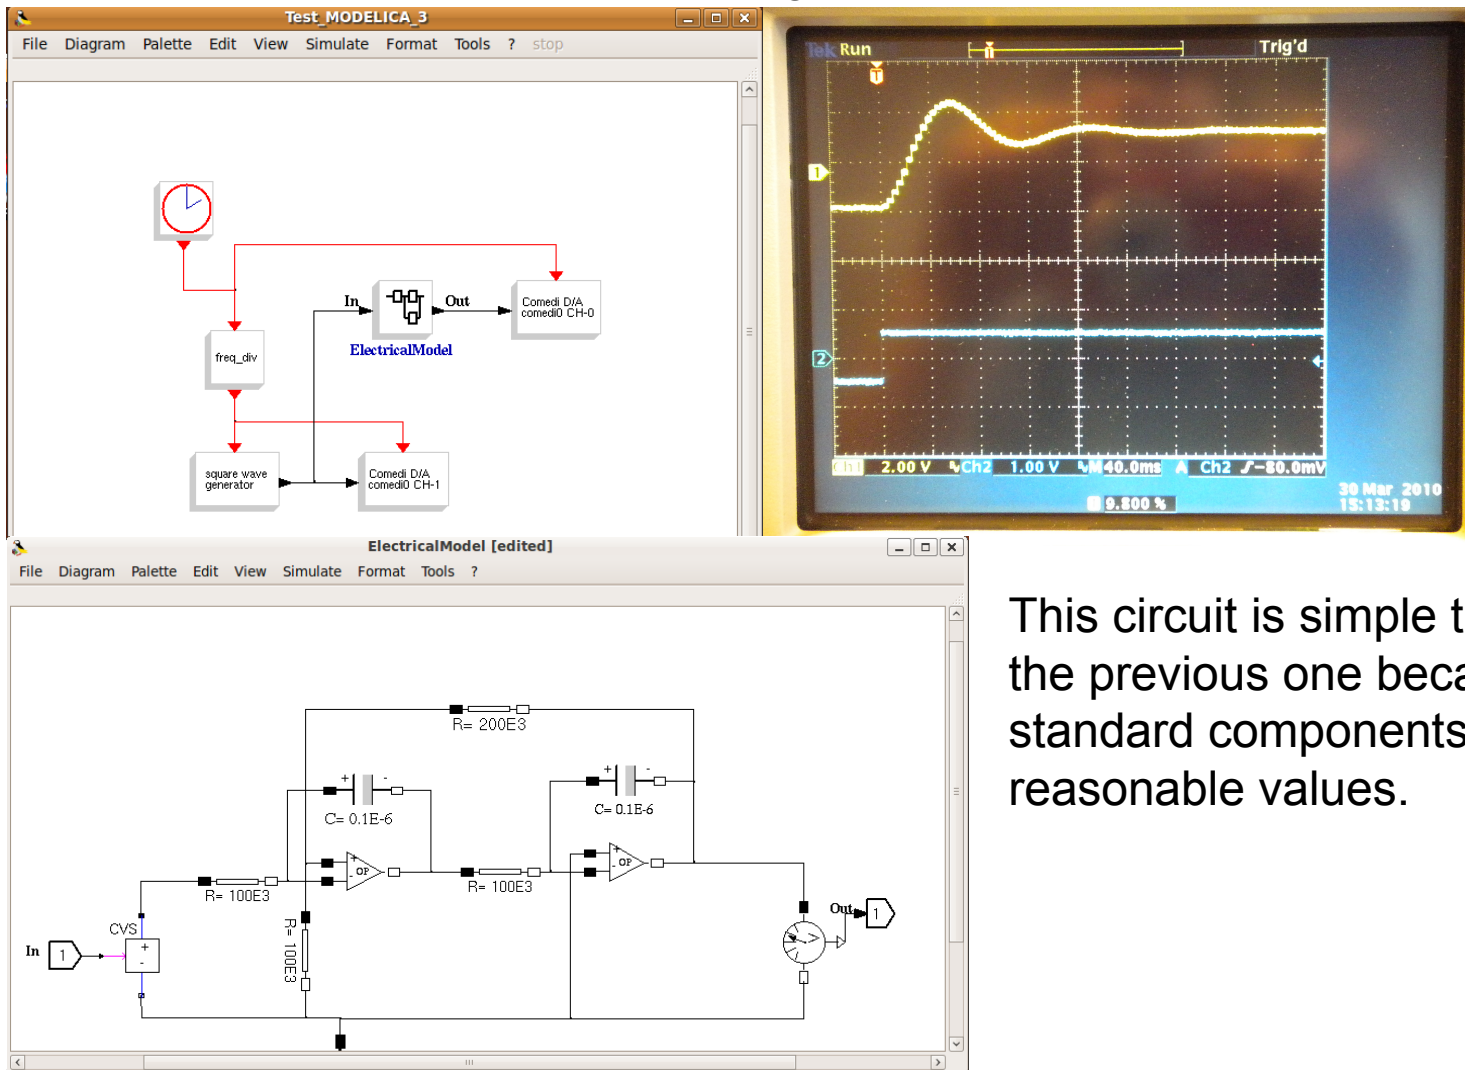 Test_MODELICA_3
File Diagram Palette Edit View Simulate Format Tools ? stop
In
Out
ElectricalModel
Comedi D/A
comedi0 CH-0
freq_div
square wave
generator
Comedi D/A
comedi0 CH-1
Tek Run
Trig'd
T
1
2
Ch1 2.00 V Ch2 1.00 V M 40.0ms A Ch2 -80.0mV
9.800 %
30 Mar 2010
15:13:19
ElectricalModel [edited]
File Diagram Palette Edit View Simulate Format Tools ?
R= 200E3
+ -
C= 0.1E-6
+ -
C= 0.1E-6
+
- OP
+
- OP
R= 100E3
R= 100E3
R= 100E3
CVS
+
-
In
1
Out
1
This circuit is simple t
the previous one beca
standard components
reasonable values.